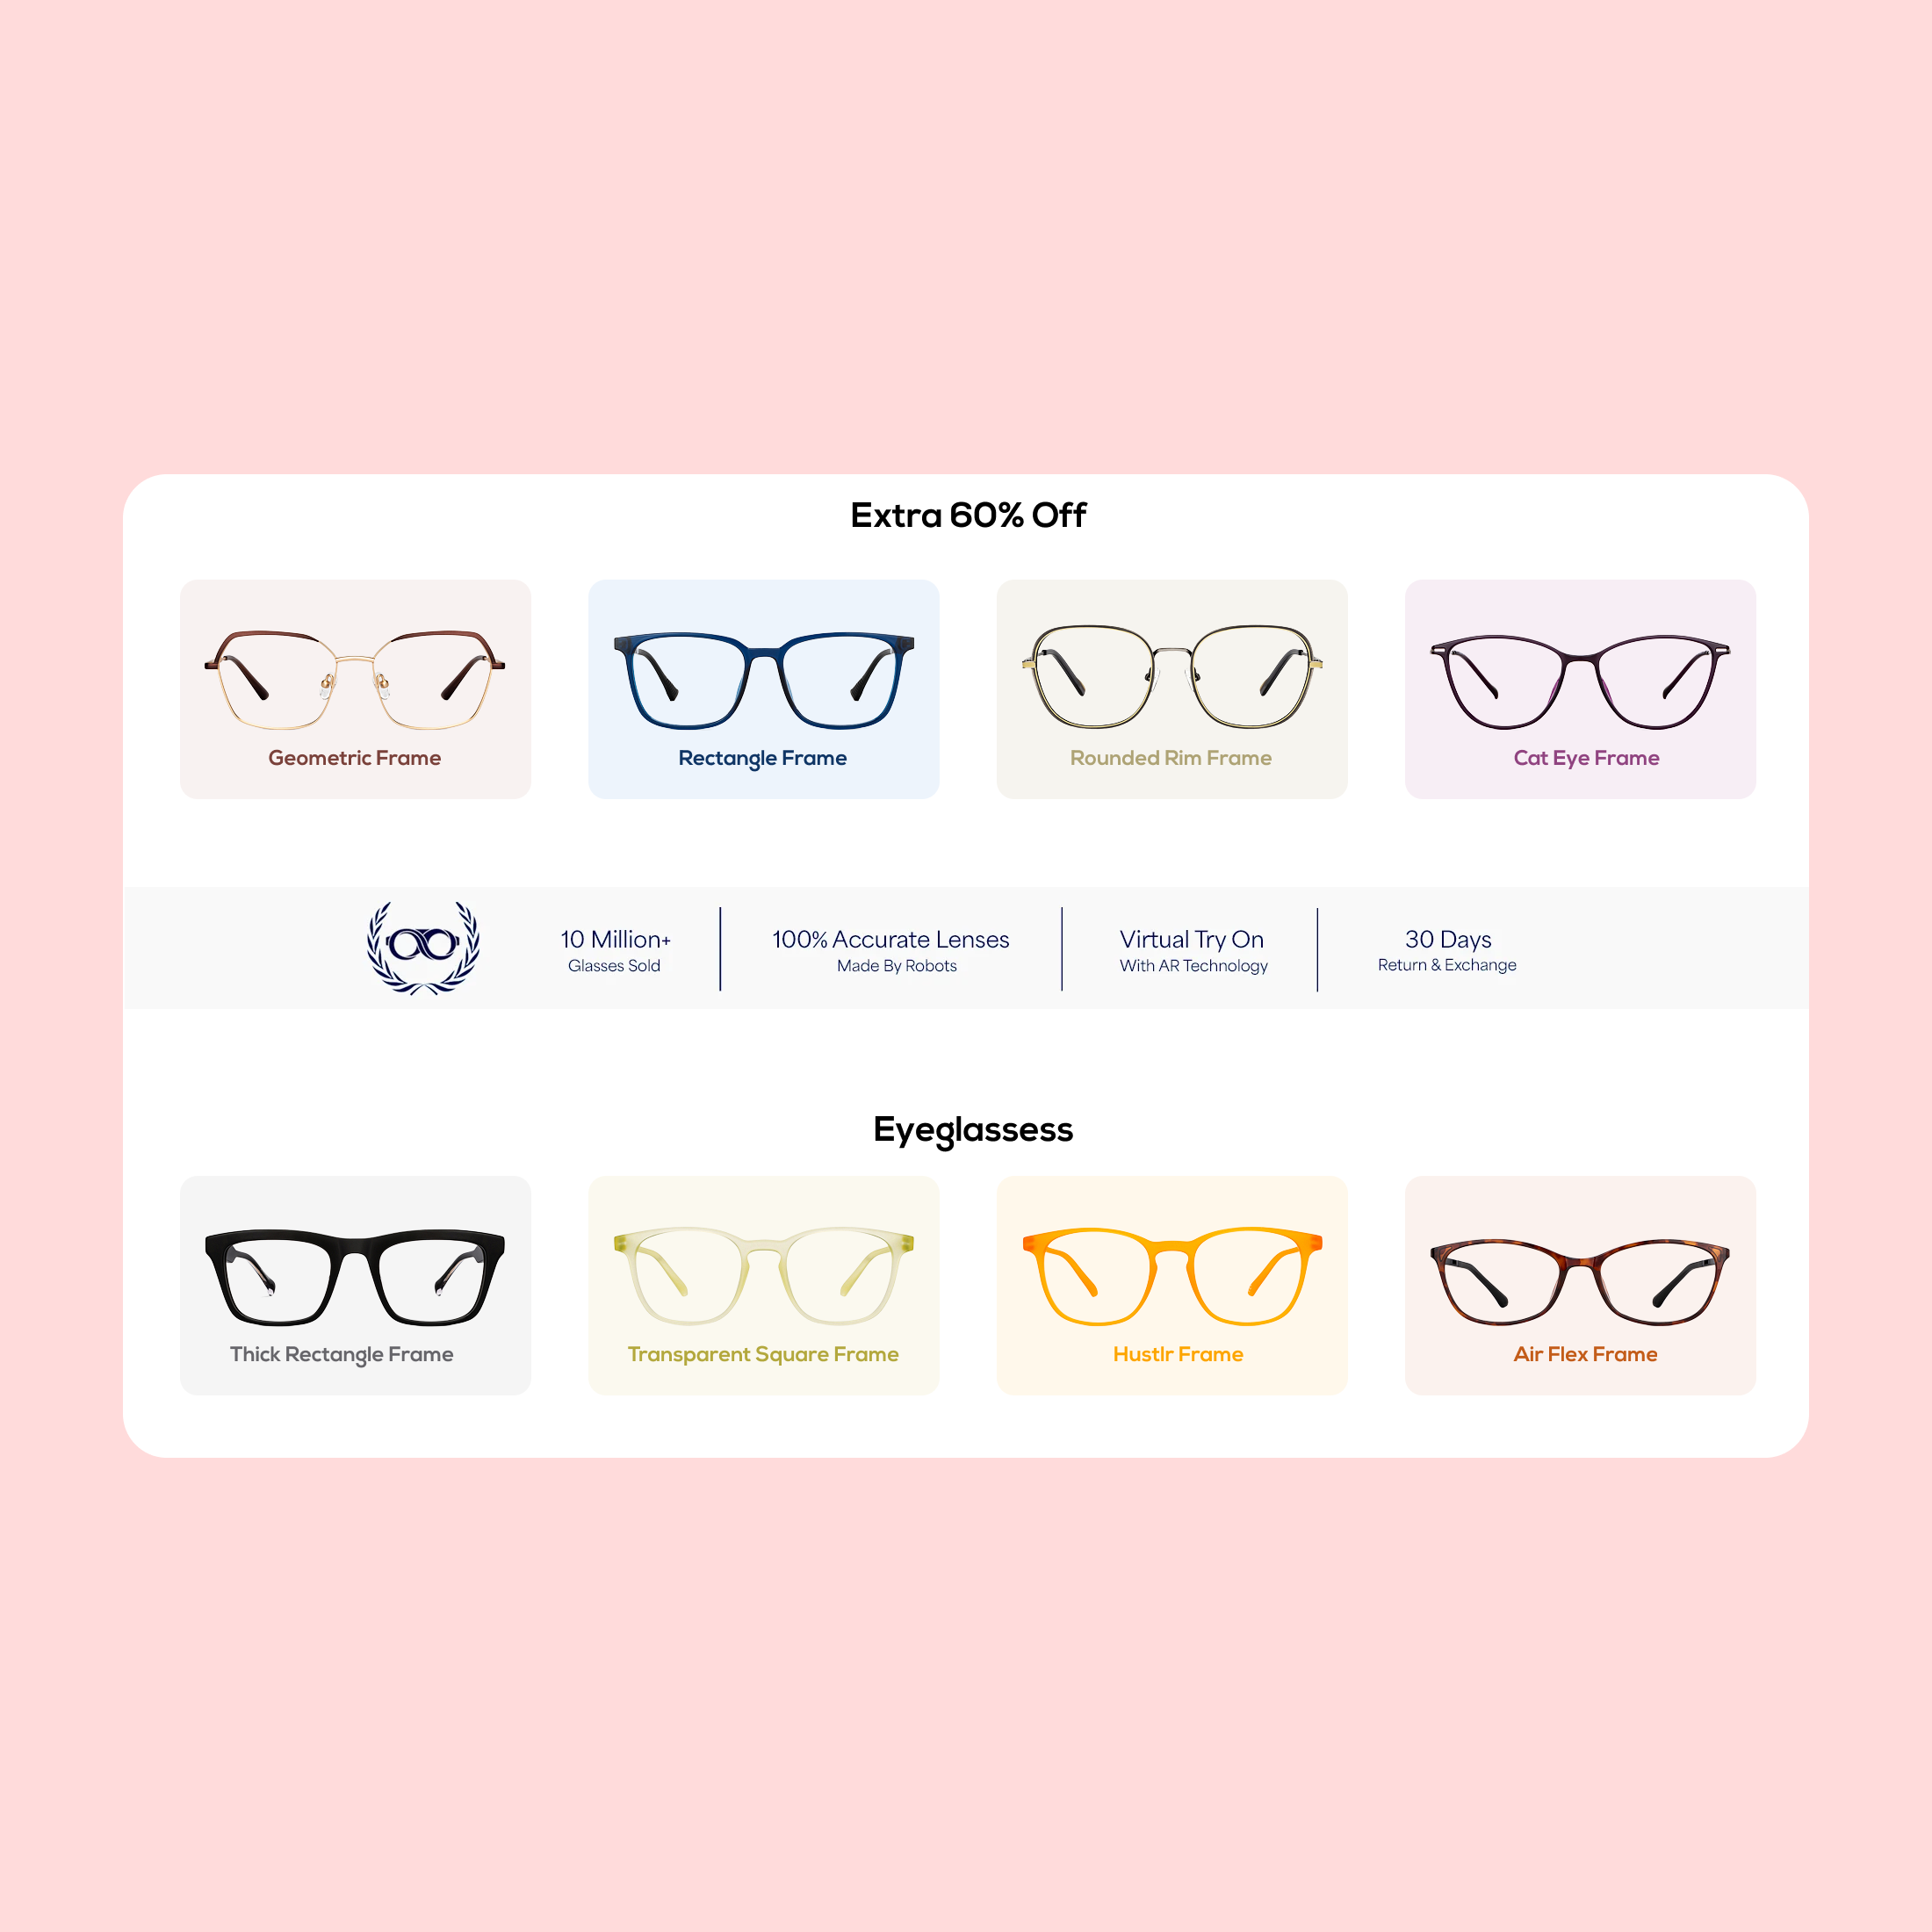 Extra 60% Off
Geometric Frame
Rectangle Frame
Rounded Rim Frame
Cat Eye Frame
10 Million+
Glasses Sold
100% Accurate Lenses
Made By Robots
Virtual Try On
With AR Technology
30 Days
Return & Exchange
Eyeglassess
Thick Rectangle Frame
Transparent Square Frame
Hustlr Frame
Air Flex Frame